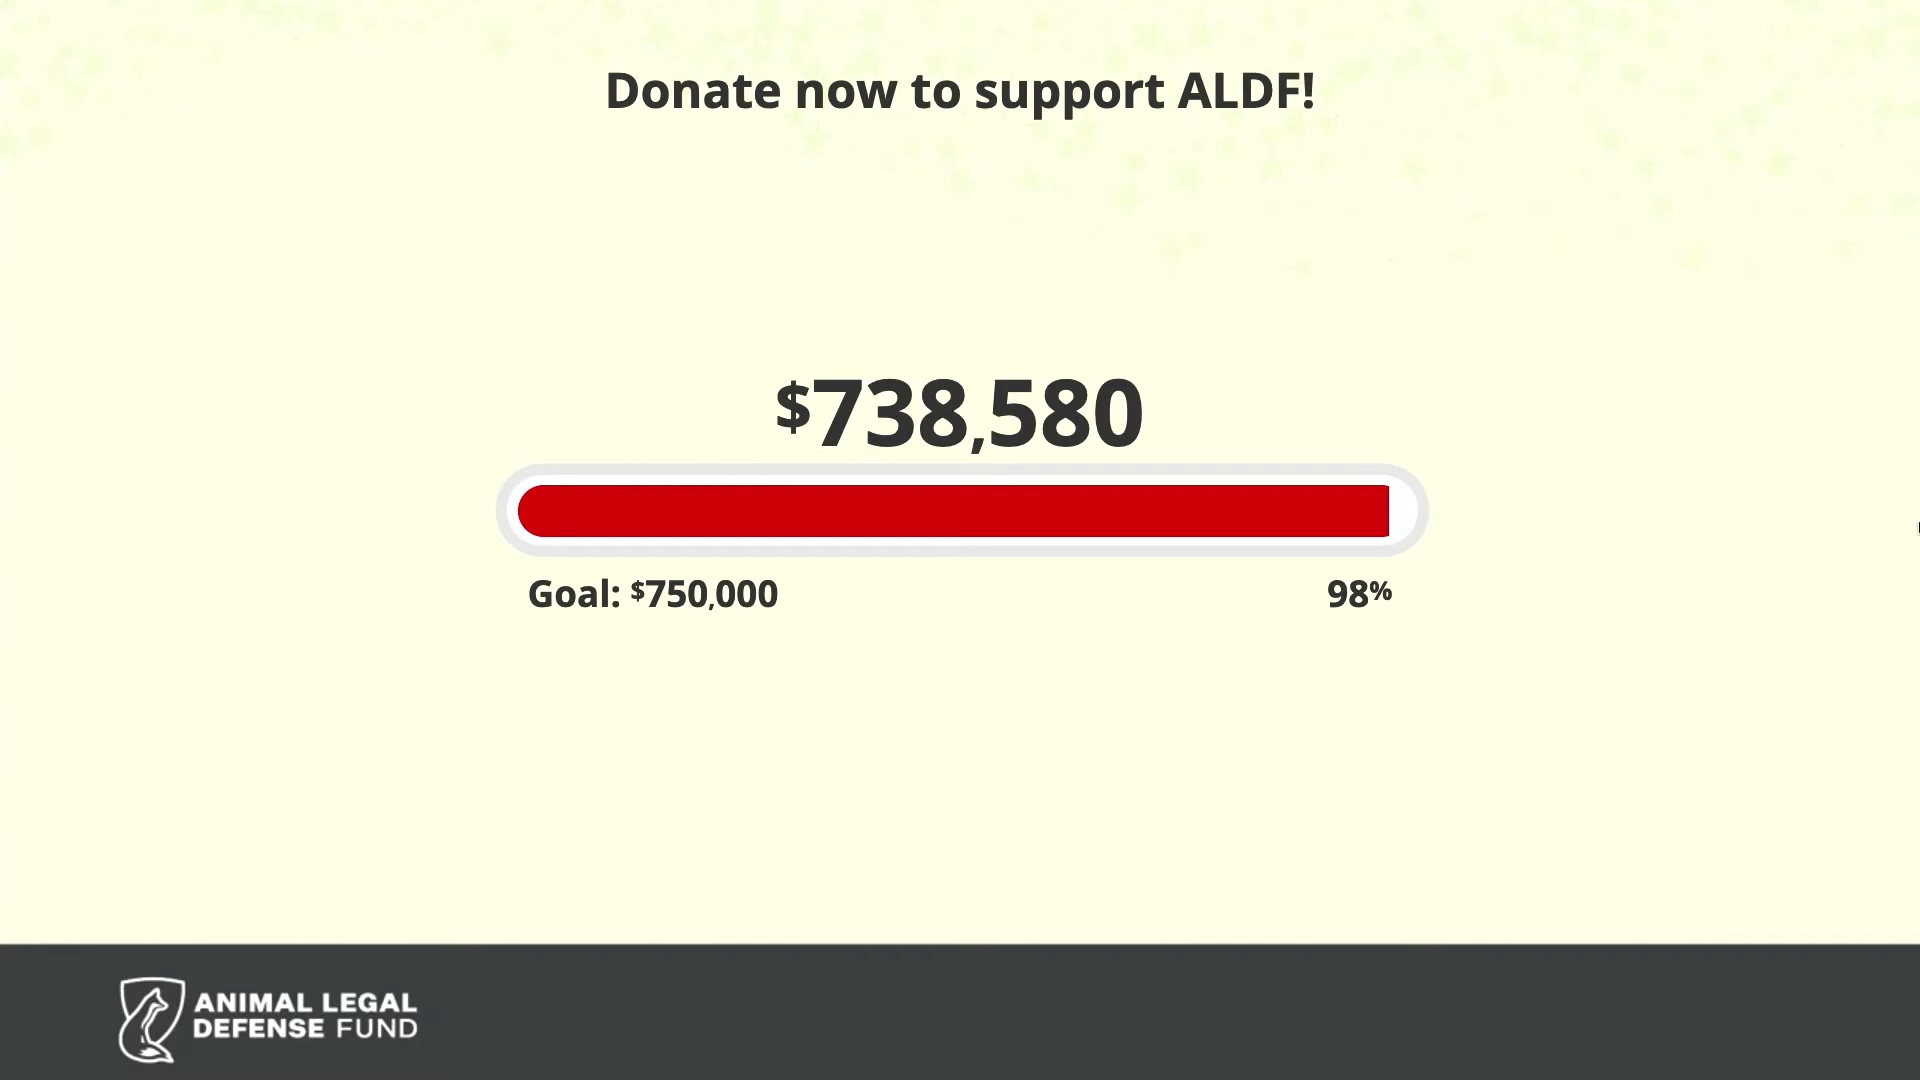 Donate now to support ALDF!
$738,580
Goal: $750,000 98%
ANIMAL LEGAL
DEFENSE FUND